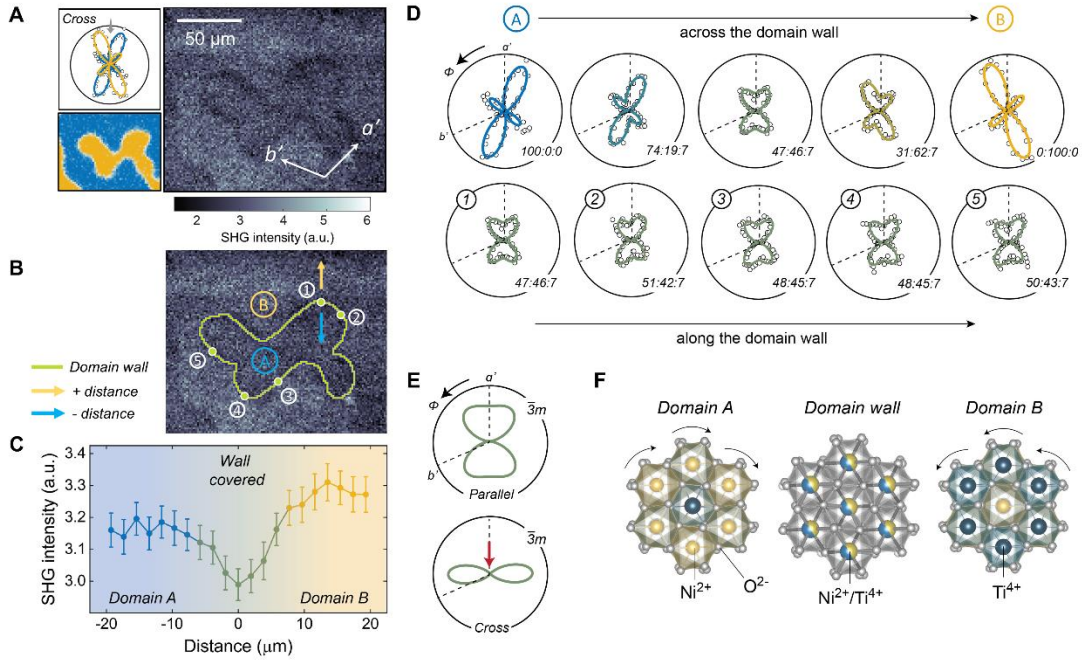 A
Cross
50 μm
a'
b'
2 3 4 5 6
SHG intensity (a.u.)
B
1
B
2
A
5
3
4
Domain wall
+ distance
- distance
C
Wall
covered
SHG intensity (a.u.)
3.3
3.2
3.1
3.0
Domain A
Domain B
-20 -10 0 10 20
Distance (μm)
D
A
across the domain wall
B
Φ
a'
b'
100:0:0
74:19:7
47:46:7
31:62:7
0:100:0
1
2
3
4
5
47:46:7
51:42:7
48:45:7
48:45:7
50:43:7
along the domain wall
E
a'
Φ
3̅m
b'
Parallel
3̅m
Cross
F
Domain A
Domain wall
Domain B
Ni²⁺
O²⁻
Ni²⁺/Ti⁴⁺
Ti⁴⁺